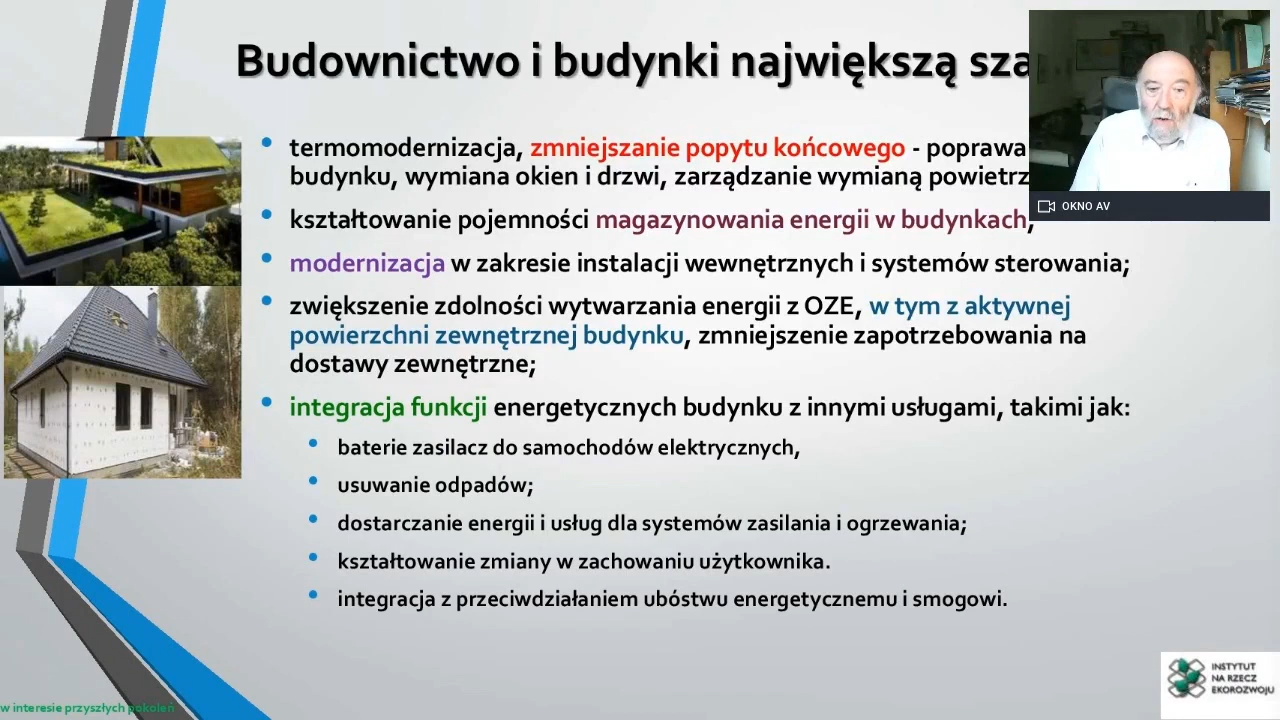 Budownictwo i budynki największą
termomodernizacja, zmniejszanie popytu końcowego - poprawa
budynku, wymiana okien i drzwi, zarządzanie wymianą
kształtowanie pojemności magazynowania energii w budynkach,
modernizacja w zakresie instalacji wewnętrznych i systemów sterowania;
zwiększenie zdolności wytwarzania energii z OZE, w tym z aktywnej
powierzchni zewnętrznej budynku, zmniejszenie zapotrzebowania na
dostawy zewnętrzne;
integracja funkcji energetycznych budynku z innymi usługami, takimi jak:
baterie zasilacz do samochodów elektrycznych,
usuwanie odpadów;
dostarczanie energii i usług dla systemów zasilania i ogrzewania;
kształtowanie zmiany w zachowaniu użytkownika.
integracja z przeciwdziałaniem ubóstwu energetycznemu i smogowi.
OKNO AV
INSTYTUT
NA RZECZ
EKOROZWOJU
w interesie przyszłych pokoleń